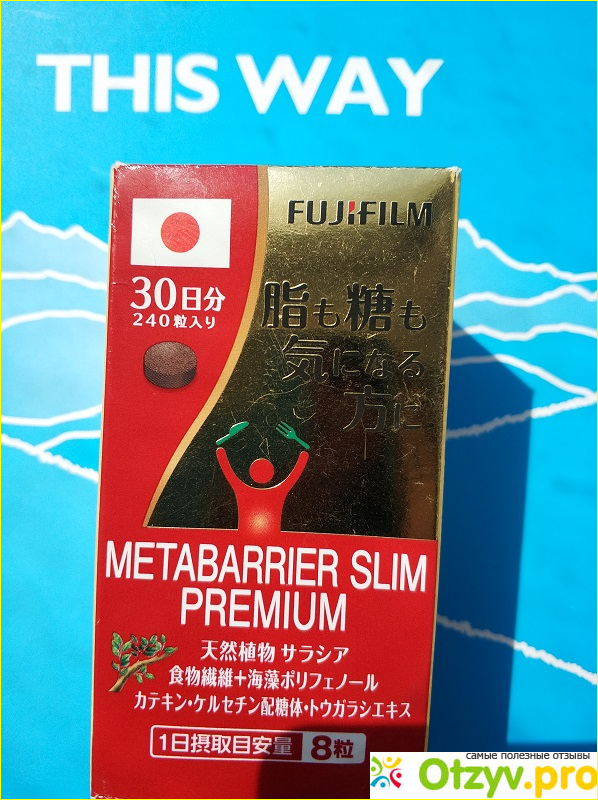 THIS WAY
FUJIFILM
30日分
240粒入り
脂も糖も
気になる
方に
METABARRIER SLIM
PREMIUM
天然植物 サラシア
食物繊維+海藻ポリフェノール
カテキン・ケルセチン配糖体・トウガラシエキス
1日摂取目安量 8粒
самые полезные отзывы
Otzyv.pro